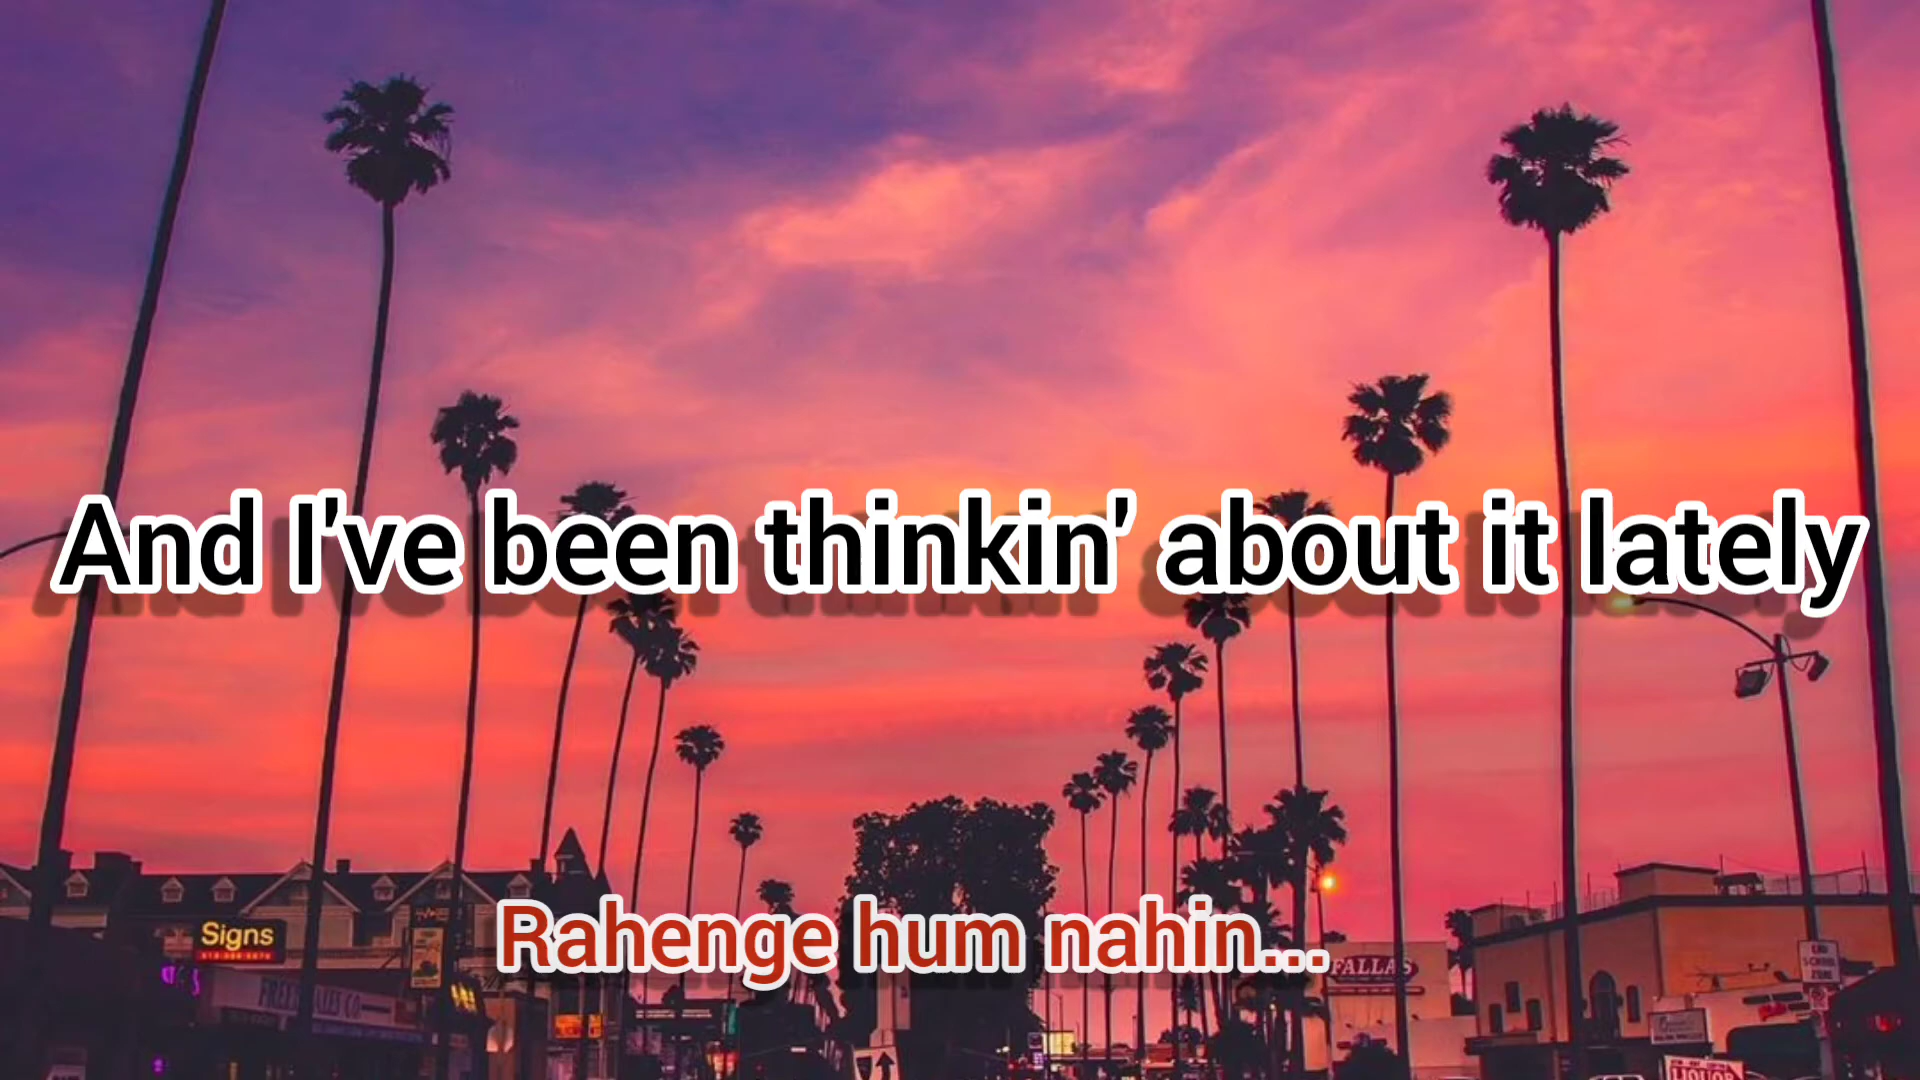 And I've been thinkin' about it lately
Signs
Rahenge hum nahin...
FALLAS
LIQUOR